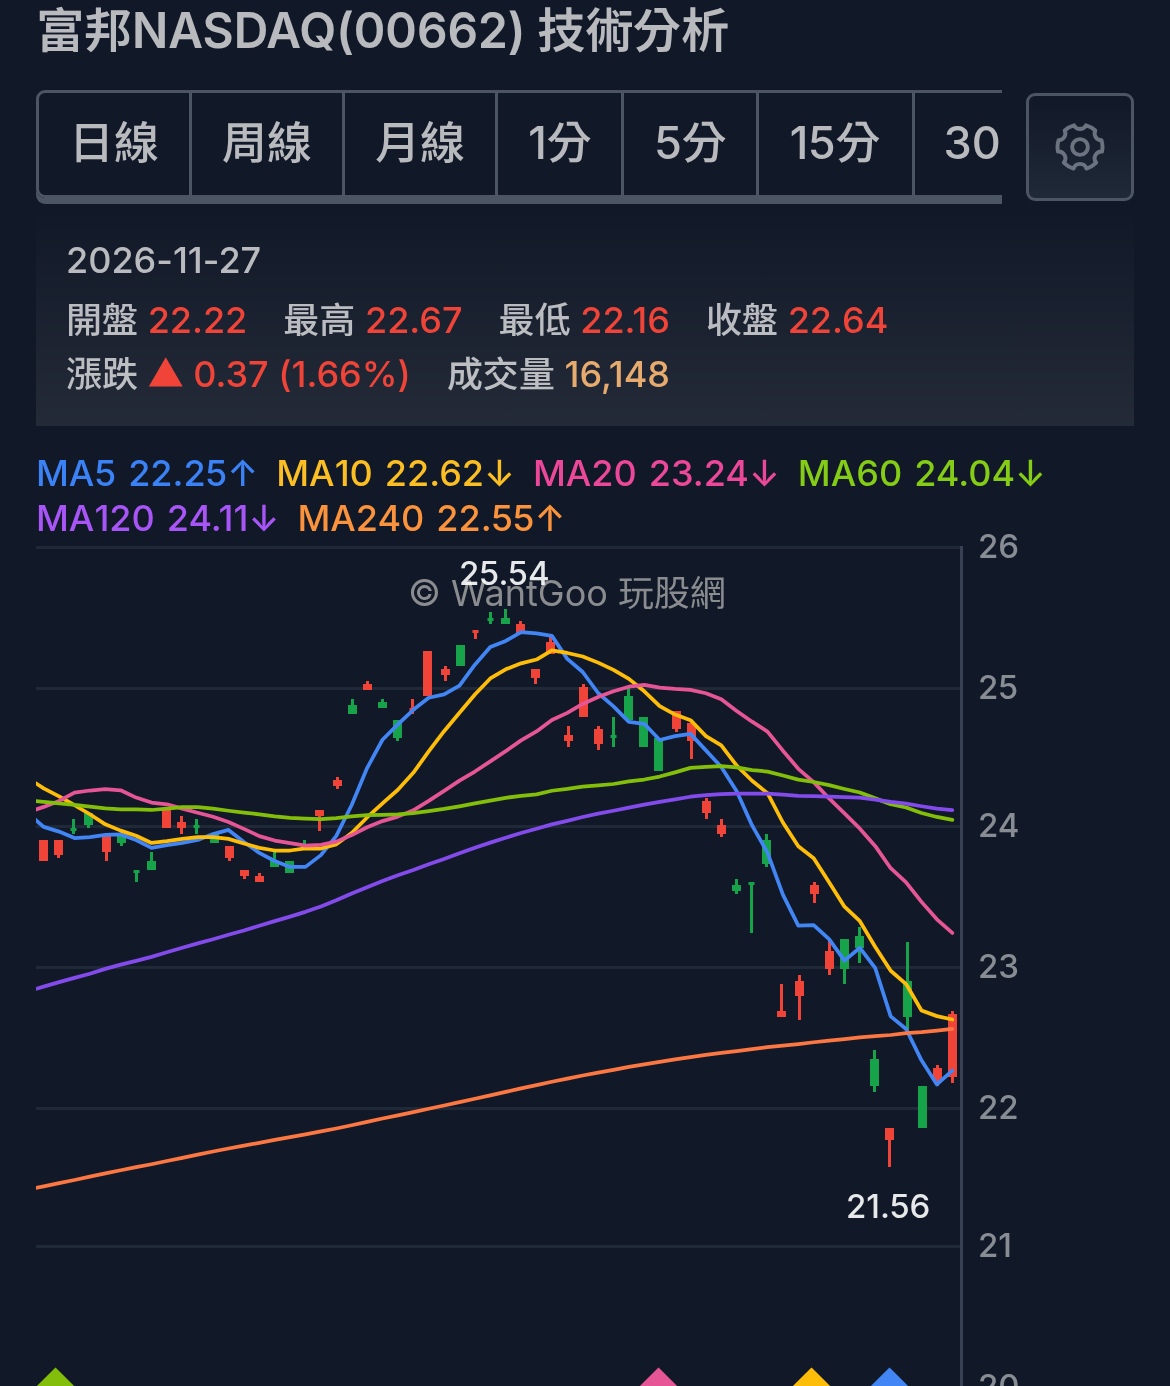 富邦NASDAQ(00662) 技術分析
日線 周線 月線 1分 5分 15分 30
2026-11-27
開盤 22.22 最高 22.67 最低 22.16 收盤 22.64
漲跌 ▲ 0.37 (1.66%) 成交量 16,148
MA5 22.25↑ MA10 22.62↓ MA20 23.24↓ MA60 24.04↓
MA120 24.11↓ MA240 22.55↑
26
25.54
© WantGoo 玩股網
25
24
23
22
21.56
21
20